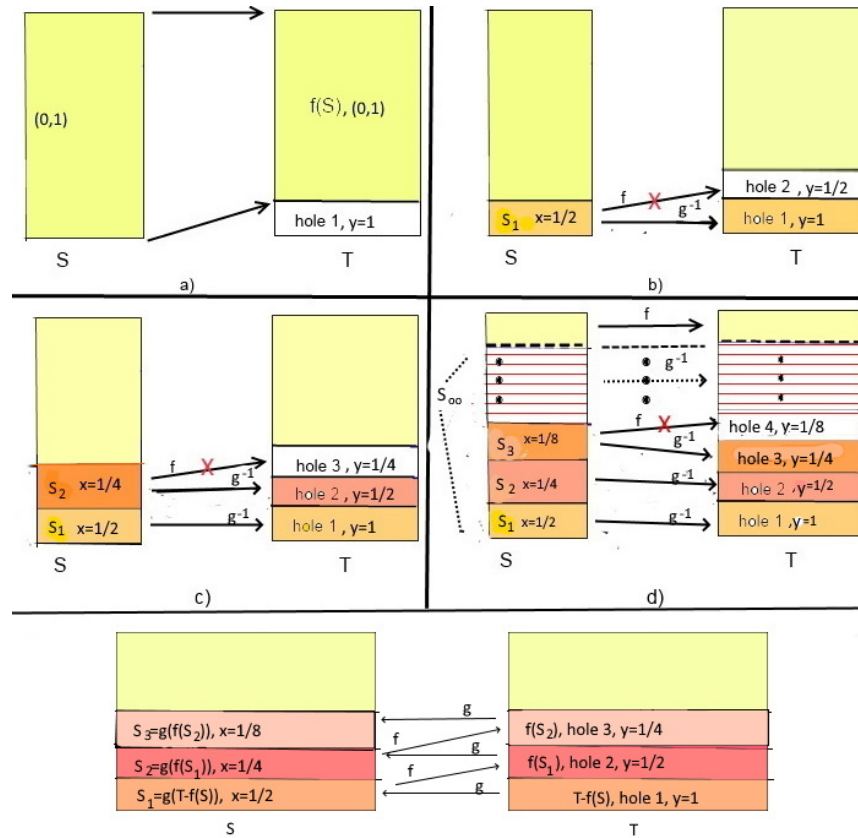 (0,1)
f(S), (0,1)
hole 1, y=1
S
T
a)
S₁ x=1/2
f
X
g⁻¹
hole 2 , y=1/2
hole 1, y=1
S
T
b)
S₂ x=1/4
S₁ x=1/2
f
X
g⁻¹
g⁻¹
hole 3 , y=1/4
hole 2 , y=1/2
hole 1, y=1
S
T
c)
f
g⁻¹
S₀₀
f
X
g⁻¹
g⁻¹
g⁻¹
S₃ x=1/8
S₂ x=1/4
S₁ x=1/2
hole 4, y=1/8
hole 3, y=1/4
hole 2 ,y=1/2
hole 1 ,y=1
S
T
d)
S₃=g(f(S₂)), x=1/8
S₂=g(f(S₁)), x=1/4
S₁=g(T-f(S)), x=1/2
g
f
g
f
g
f(S₂), hole 3, y=1/4
f(S₁), hole 2, y=1/2
T-f(S), hole 1, y=1
S
T